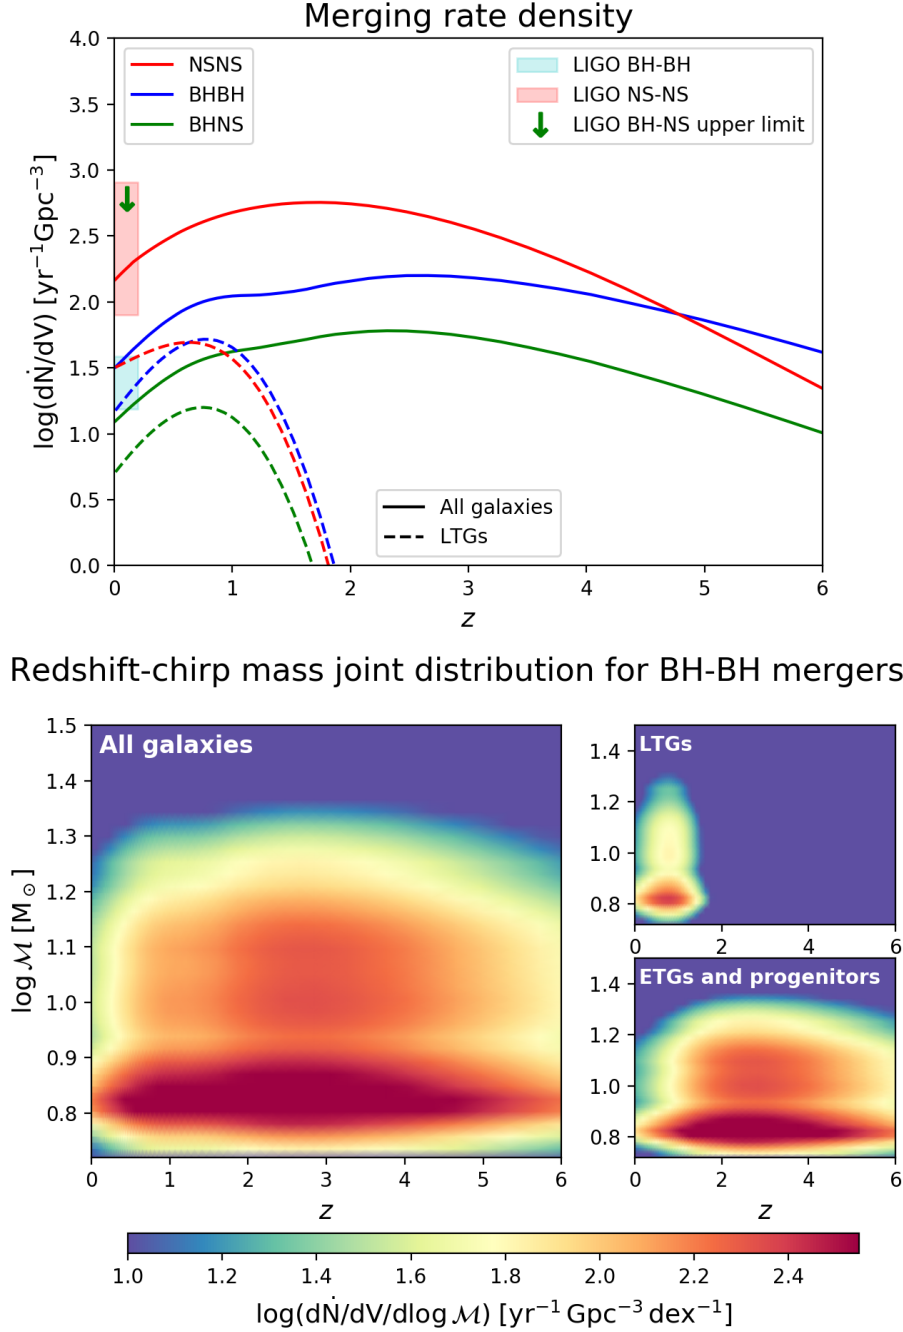 Merging rate density
4.0
3.5
3.0
2.5
2.0
1.5
1.0
0.5
0.0
log(dṄ/dV) [yr⁻¹Gpc⁻³]
NSNS
BHBH
BHNS
LIGO BH-BH
LIGO NS-NS
LIGO BH-NS upper limit
All galaxies
LTGs
0 1 2 3 4 5 6
z
Redshift-chirp mass joint distribution for BH-BH mergers
1.5
1.4
1.3
1.2
1.1
1.0
0.9
0.8
log ℳ [M⊙]
All galaxies
0 1 2 3 4 5 6
z
LTGs
1.4
1.2
1.0
0.8
0 2 4 6
ETGs and progenitors
1.4
1.2
1.0
0.8
0 2 4 6
z
1.0 1.2 1.4 1.6 1.8 2.0 2.2 2.4
log(dṄ/dV/dlog ℳ) [yr⁻¹ Gpc⁻³ dex⁻¹]